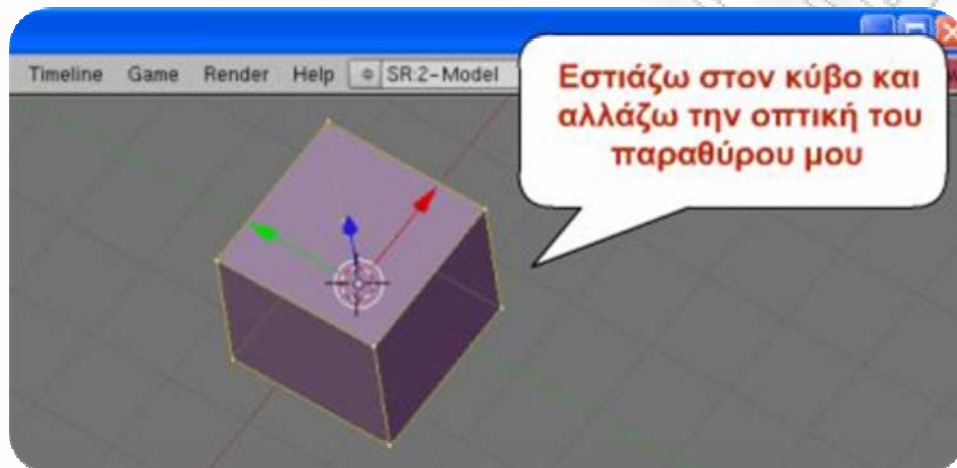 Timeline Game Render Help SR:2-Model
Εστιάζω στον κύβο και
αλλάζω την οπτική του
παραθύρου μου